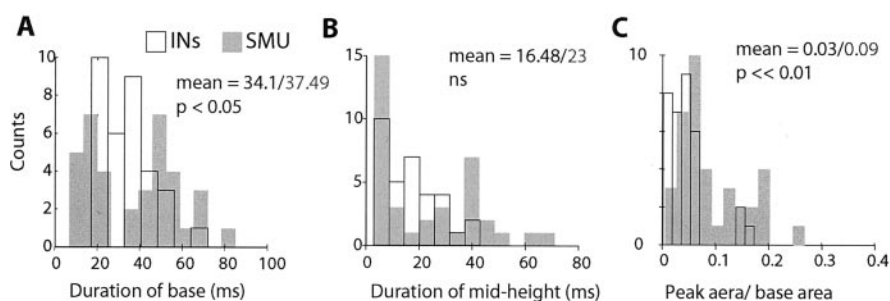 A
INs
SMU
mean = 34.1/37.49
p < 0.05
Counts
10
8
6
4
2
0
0
20
40
60
80
100
Duration of base (ms)
B
mean = 16.48/23
ns
15
10
5
0
0
20
40
60
80
Duration of mid-height (ms)
C
mean = 0.03/0.09
p << 0.01
10
0
0
0.1
0.2
0.3
0.4
Peak aera/ base area